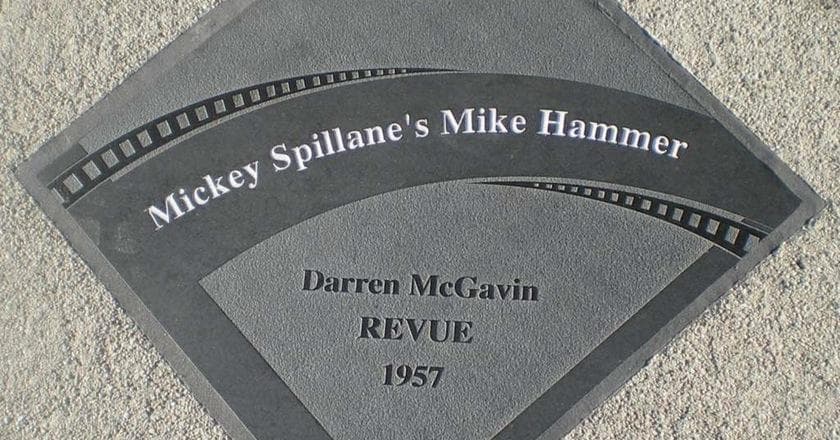 Mickey Spillane's Mike Hammer
Darren McGavin
REVUE
1957